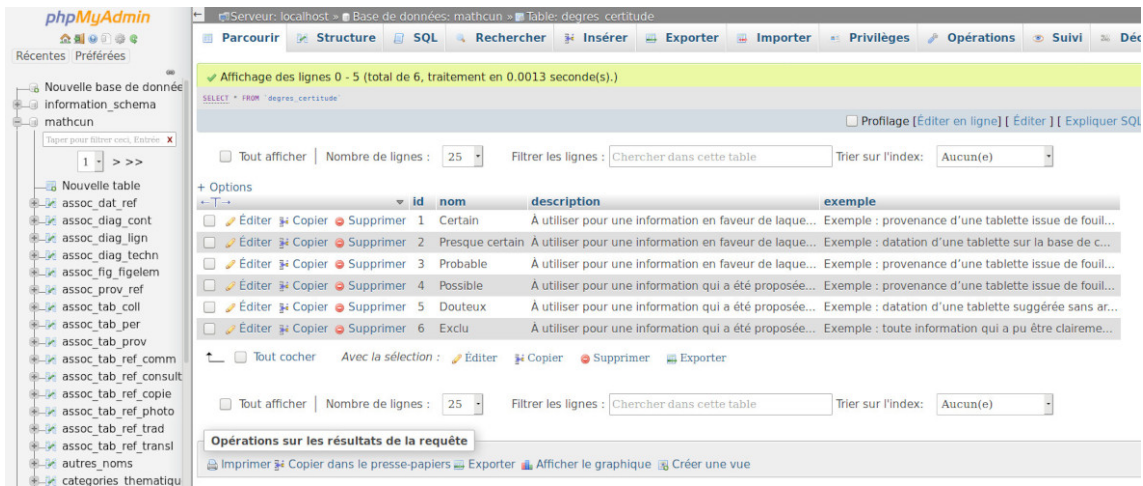 phpMyAdmin
Récentes Préférées
Nouvelle base de donnée
information_schema
mathcun
Taper pour filtrer ceci, Entrée X
1 > >>
Nouvelle table
assoc_dat_ref
assoc_diag_cont
assoc_diag_lign
assoc_diag_techn
assoc_fig_figelem
assoc_prov_ref
assoc_tab_coll
assoc_tab_per
assoc_tab_prov
assoc_tab_ref_comm
assoc_tab_ref_consult
assoc_tab_ref_copie
assoc_tab_ref_photo
assoc_tab_ref_trad
assoc_tab_ref_transl
autres_noms
categories_thematiqu
Serveur: localhost » Base de données: mathcun » Table: degres_certitude
Parcourir Structure SQL Rechercher Insérer Exporter Importer Privilèges Opérations Suivi Déc
Affichage des lignes 0 - 5 (total de 6, traitement en 0.0013 seconde(s).)
SELECT * FROM `degres_certitude`
Profilage [Éditer en ligne] [ Éditer ] [ Expliquer SQL
Tout afficher | Nombre de lignes : 25 Filtrer les lignes : Chercher dans cette table Trier sur l'index: Aucun(e)
+ Options
←T→ id nom description exemple
Éditer Copier Supprimer 1 Certain À utiliser pour une information en faveur de laque... Exemple : provenance d’une tablette issue de fouil...
Éditer Copier Supprimer 2 Presque certain À utiliser pour une information en faveur de laque... Exemple : datation d’une tablette sur la base de c...
Éditer Copier Supprimer 3 Probable À utiliser pour une information en faveur de laque... Exemple : provenance d’une tablette issue de fouil...
Éditer Copier Supprimer 4 Possible À utiliser pour une information qui a été proposée... Exemple : provenance d’une tablette issue de fouil...
Éditer Copier Supprimer 5 Douteux À utiliser pour une information qui a été proposée... Exemple : datation d’une tablette suggérée sans ar...
Éditer Copier Supprimer 6 Exclu À utiliser pour une information qui a été proposée... Exemple : toute information qui a pu être claireme...
Tout cocher Avec la sélection : Éditer Copier Supprimer Exporter
Tout afficher | Nombre de lignes : 25 Filtrer les lignes : Chercher dans cette table Trier sur l'index: Aucun(e)
Opérations sur les résultats de la requête
Imprimer Copier dans le presse-papiers Exporter Afficher le graphique Créer une vue